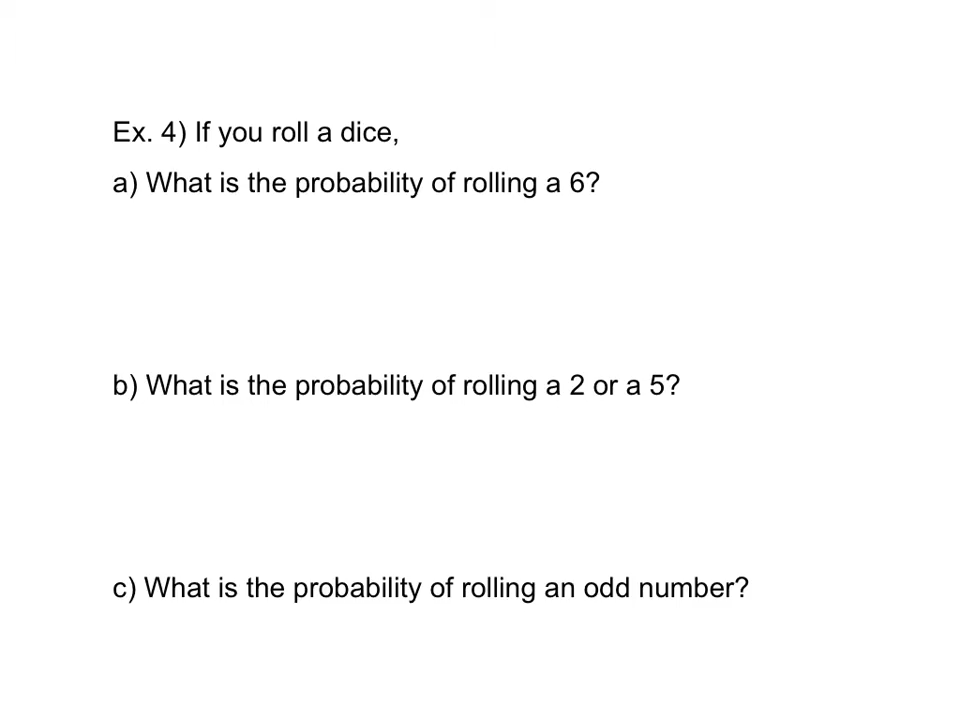 Ex. 4) If you roll a dice,
a) What is the probability of rolling a 6?
b) What is the probability of rolling a 2 or a 5?
c) What is the probability of rolling an odd number?